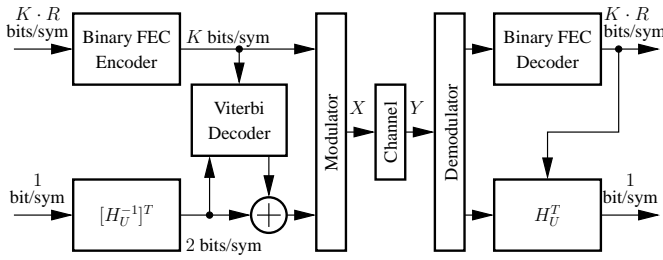 K · R
bits/sym
Binary FEC
Encoder
K bits/sym
Viterbi
Decoder
1
bit/sym
[H_U^{-1}]^T
2 bits/sym
+
Modulator
X
Channel
Y
Demodulator
Binary FEC
Decoder
K · R
bits/sym
H_U^T
1
bit/sym